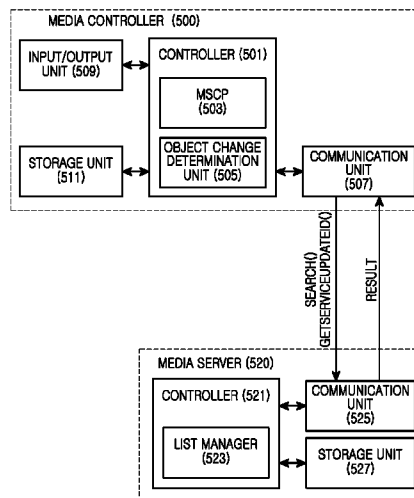 MEDIA CONTROLLER (500)
INPUT/OUTPUT
UNIT (509)
CONTROLLER (501)
MSCP
(503)
STORAGE UNIT
(511)
OBJECT CHANGE
DETERMINATION
UNIT (505)
COMMUNICATION
UNIT
(507)
SEARCH()
GETSERVICEUPDATEID()
RESULT
MEDIA SERVER (520)
CONTROLLER (521)
COMMUNICATION
UNIT
(525)
LIST MANAGER
(523)
STORAGE UNIT
(527)